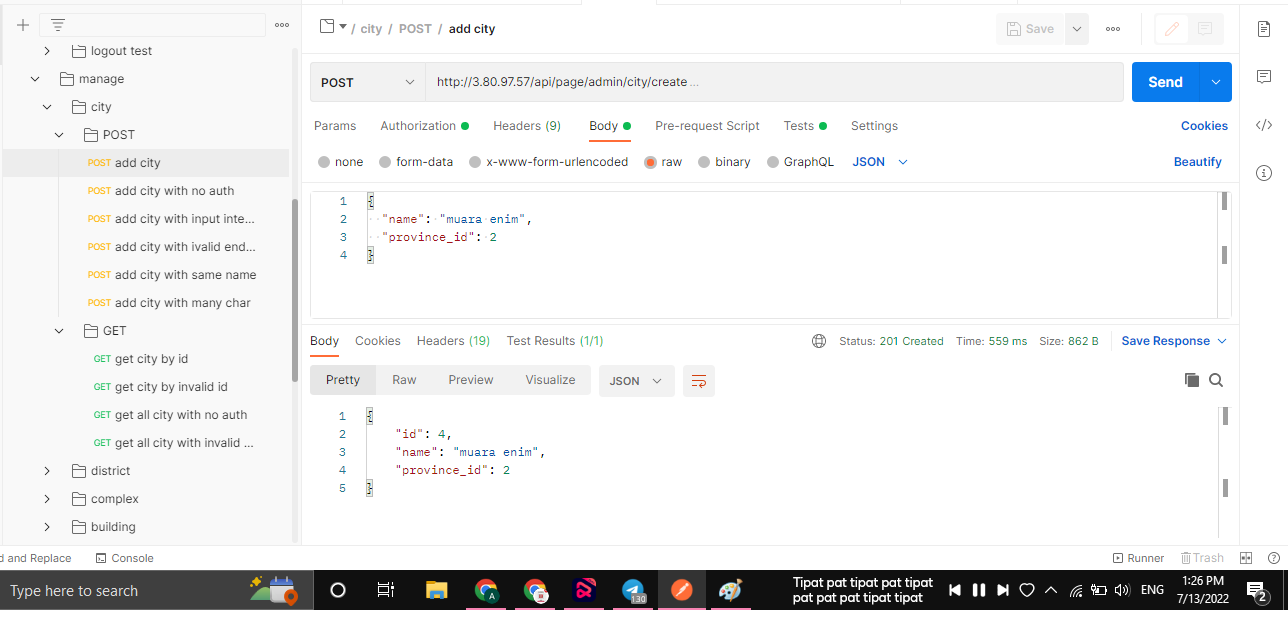 logout test
manage
city
POST
POST add city
POST add city with no auth
POST add city with input inte...
POST add city with ivalid end...
POST add city with same name
POST add city with many char
GET
GET get city by id
GET get city by invalid id
GET get all city with no auth
GET get all city with invalid ...
district
complex
building
/ city / POST / add city
Save
POST http://3.80.97.57/api/page/admin/city/create ...
Send
Params Authorization Headers (9) Body Pre-request Script Tests Settings Cookies
none form-data x-www-form-urlencoded raw binary GraphQL JSON Beautify
1 {
2 "name": "muara enim",
3 "province_id": 2
4 }
Body Cookies Headers (19) Test Results (1/1) Status: 201 Created Time: 559 ms Size: 862 B Save Response
Pretty Raw Preview Visualize JSON
1 {
2 "id": 4,
3 "name": "muara enim",
4 "province_id": 2
5 }
d and Replace Console Runner Trash
Type here to search
A
130
Tipat pat tipat pat tipat
pat pat pat tipat tipat
ENG
1:26 PM
7/13/2022
2